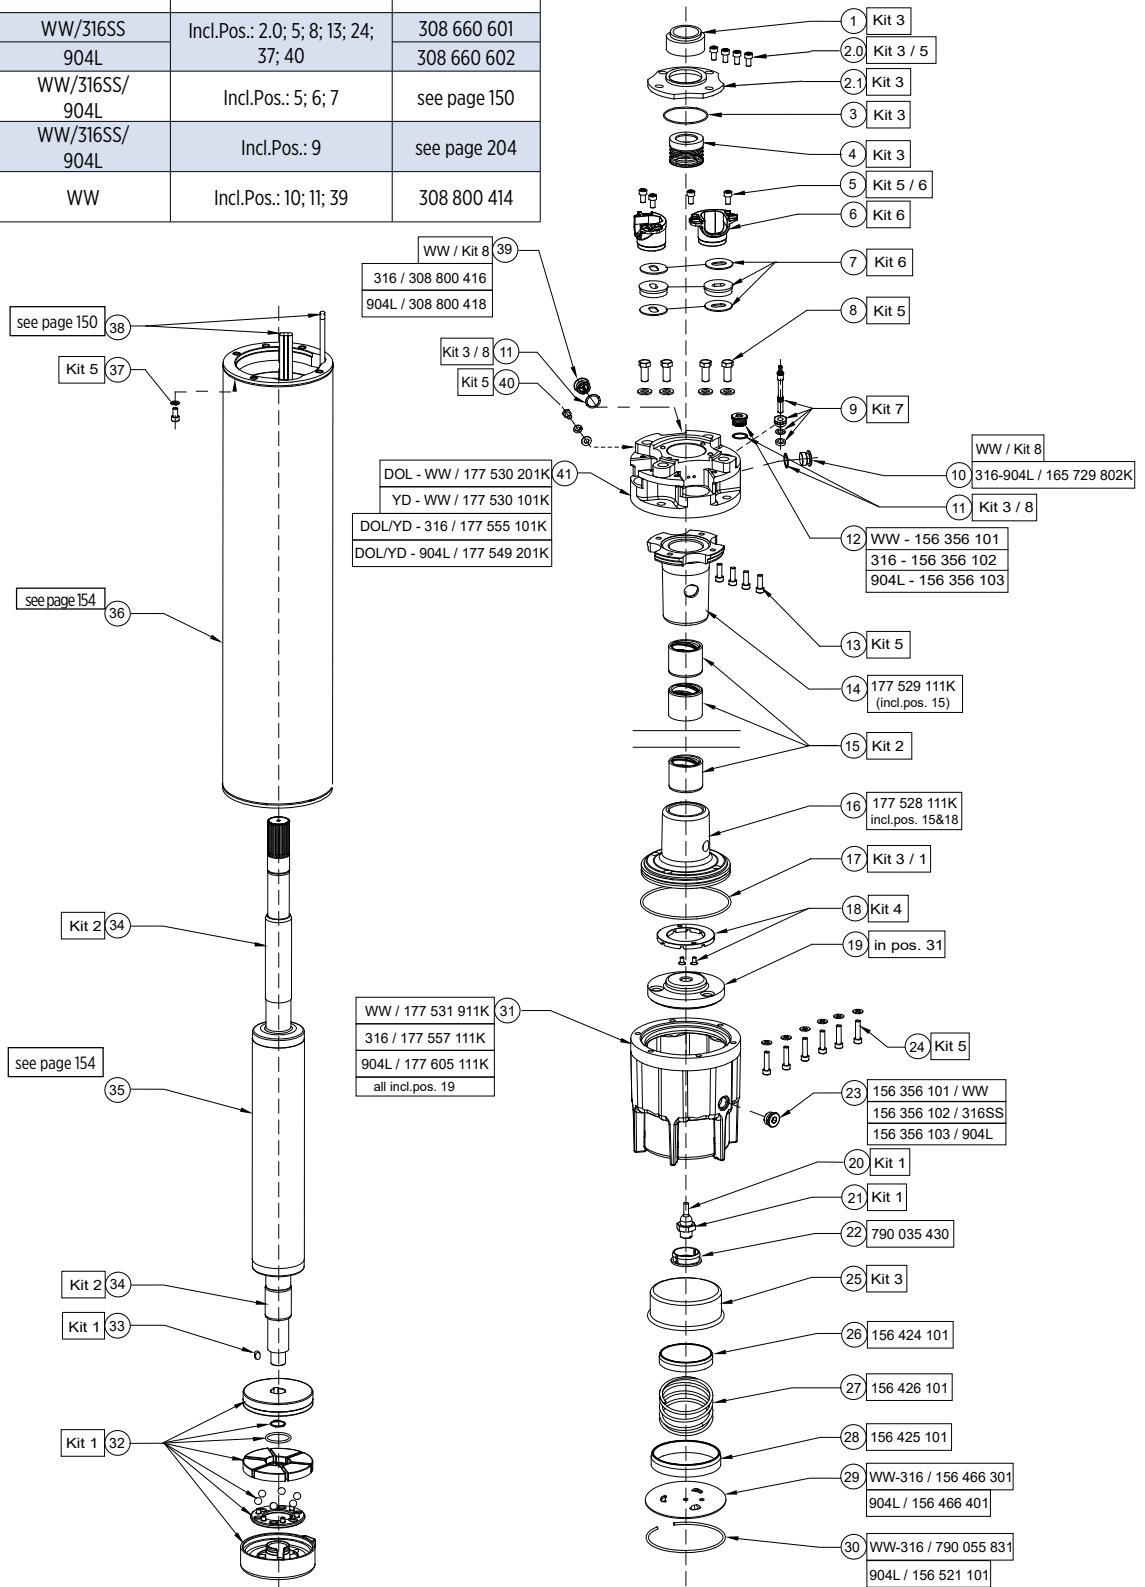 WW/316SS
Incl.Pos.: 2.0; 5; 8; 13; 24;
37; 40
308 660 601
904L
308 660 602
WW/316SS/
904L
Incl.Pos.: 5; 6; 7
see page 150
WW/316SS/
904L
Incl.Pos.: 9
see page 204
WW
Incl.Pos.: 10; 11; 39
308 800 414
1 Kit 3
2.0 Kit 3 / 5
2.1 Kit 3
3 Kit 3
4 Kit 3
5 Kit 5 / 6
6 Kit 6
7 Kit 6
8 Kit 5
9 Kit 7
WW / Kit 8 39
316 / 308 800 416
904L / 308 800 418
Kit 3 / 8 11
Kit 5 40
see page 150 38
Kit 5 37
DOL - WW / 177 530 201K 41
YD - WW / 177 530 101K
DOL/YD - 316 / 177 555 101K
DOL/YD - 904L / 177 549 201K
WW / Kit 8
10 316-904L / 165 729 802K
11 Kit 3 / 8
12 WW - 156 356 101
316 - 156 356 102
904L - 156 356 103
see page 154 36
13 Kit 5
14 177 529 111K
(incl.pos. 15)
15 Kit 2
16 177 528 111K
incl.pos. 15&18
17 Kit 3 / 1
18 Kit 4
19 in pos. 31
Kit 2 34
see page 154
35
WW / 177 531 911K 31
316 / 177 557 111K
904L / 177 605 111K
all incl.pos. 19
24 Kit 5
23 156 356 101 / WW
156 356 102 / 316SS
156 356 103 / 904L
20 Kit 1
21 Kit 1
22 790 035 430
25 Kit 3
Kit 2 34
Kit 1 33
26 156 424 101
27 156 426 101
Kit 1 32
28 156 425 101
29 WW-316 / 156 466 301
904L / 156 466 401
30 WW-316 / 790 055 831
904L / 156 521 101